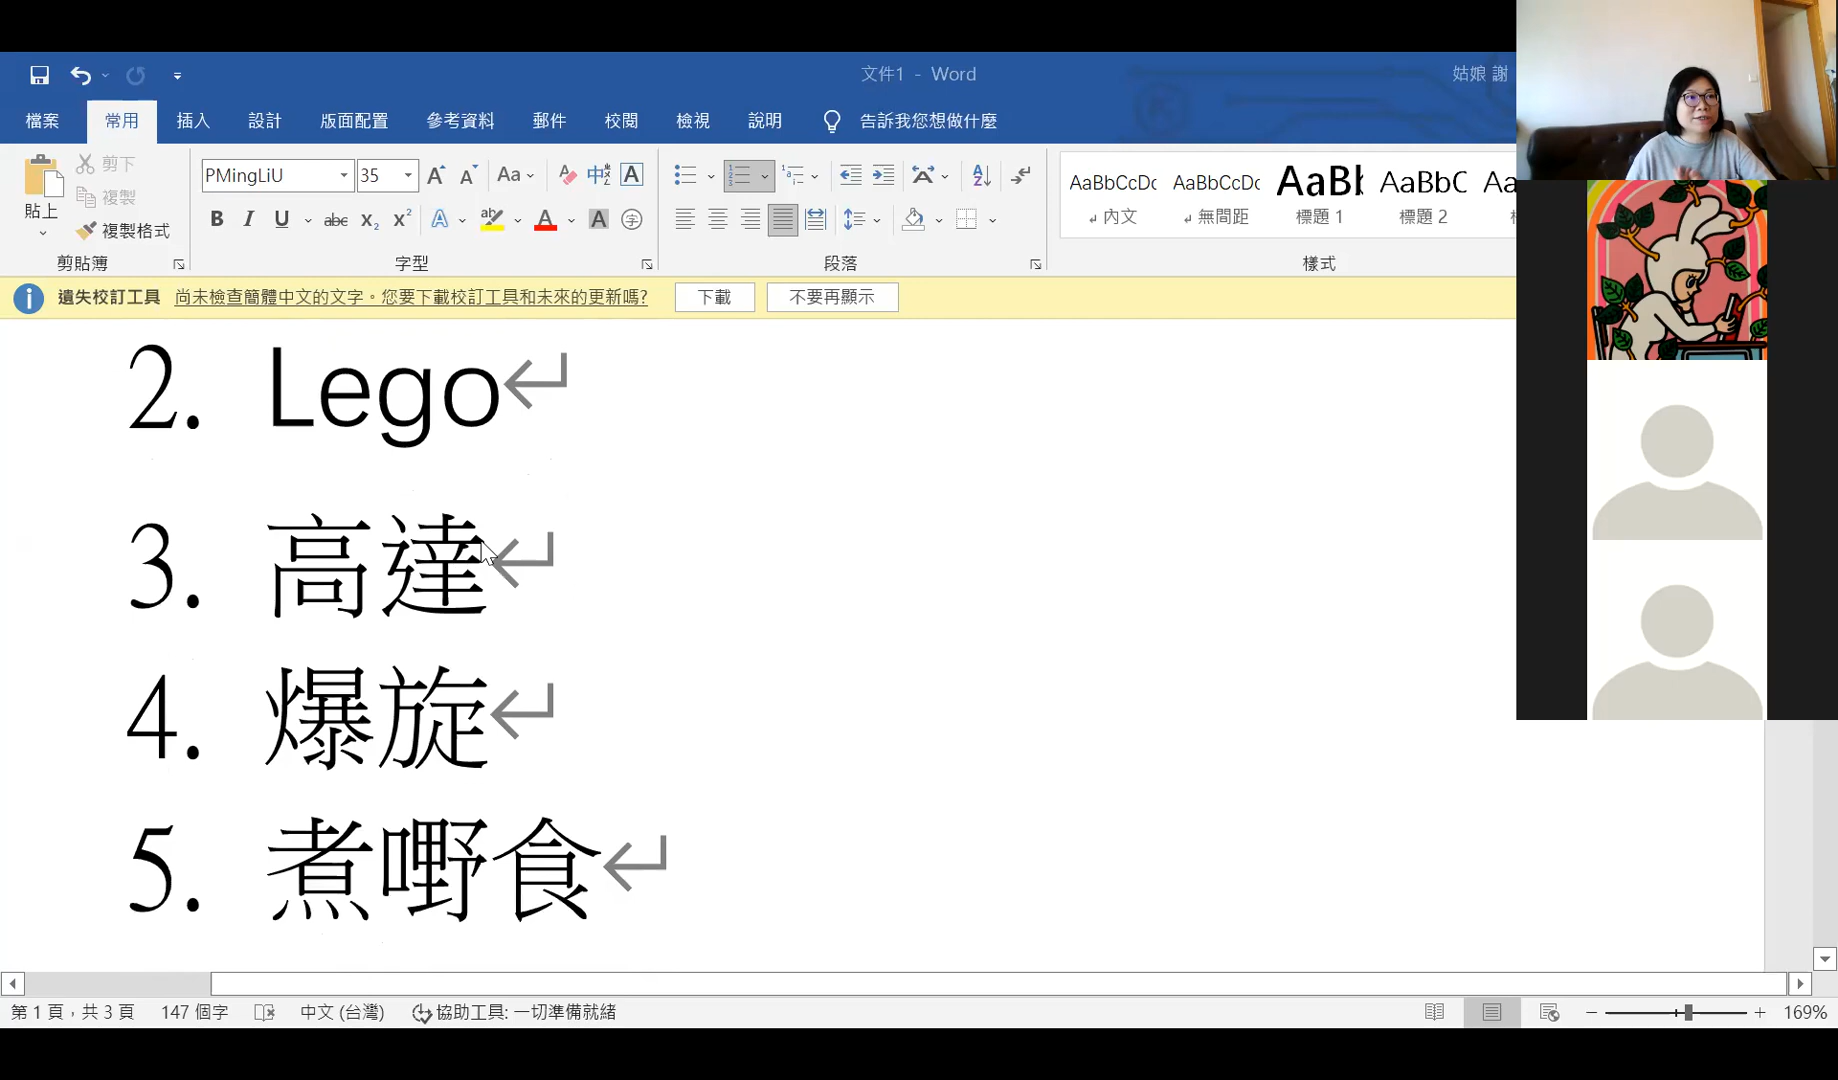 文件1 - Word
姑娘 謝
檔案 常用 插入 設計 版面配置 參考資料 郵件 校閱 檢視 說明 告訴我您想做什麼
貼上
剪下
複製
複製格式
剪貼簿
PMingLiU 35
Aa
B I U abc x₂ x²
字型
段落
AaBbCcDc AaBbCcDc AaBl AaBbC
內文 無間距 標題 1 標題 2
樣式
遺失校訂工具 尚未檢查簡體中文的文字。您要下載校訂工具和未來的更新嗎? 下載 不要再顯示
2. Lego
3. 高達
4. 爆旋
5. 煮嘢食
第 1 頁,共 3 頁 147 個字 中文 (台灣) 協助工具: 一切準備就緒 169%